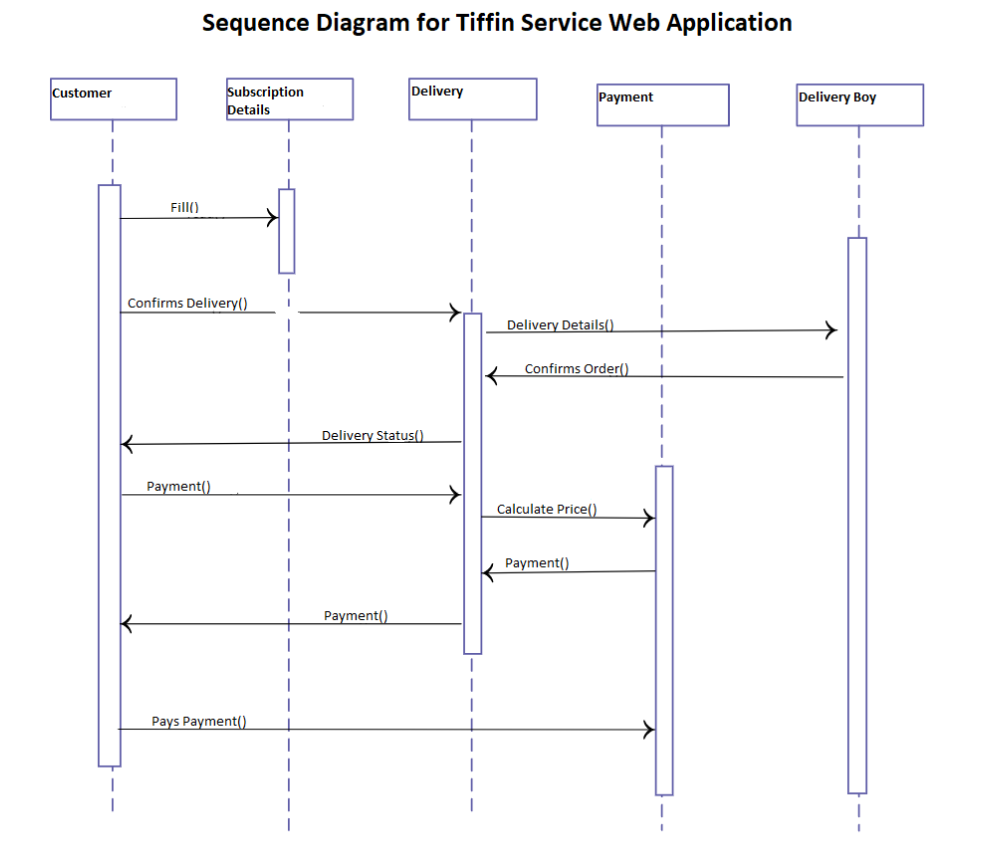 Sequence Diagram for Tiffin Service Web Application
Customer
Subscription
Details
Delivery
Payment
Delivery Boy
Fill()
Confirms Delivery()
Delivery Details()
Confirms Order()
Delivery Status()
Payment()
Calculate Price()
Payment()
Payment()
Pays Payment()